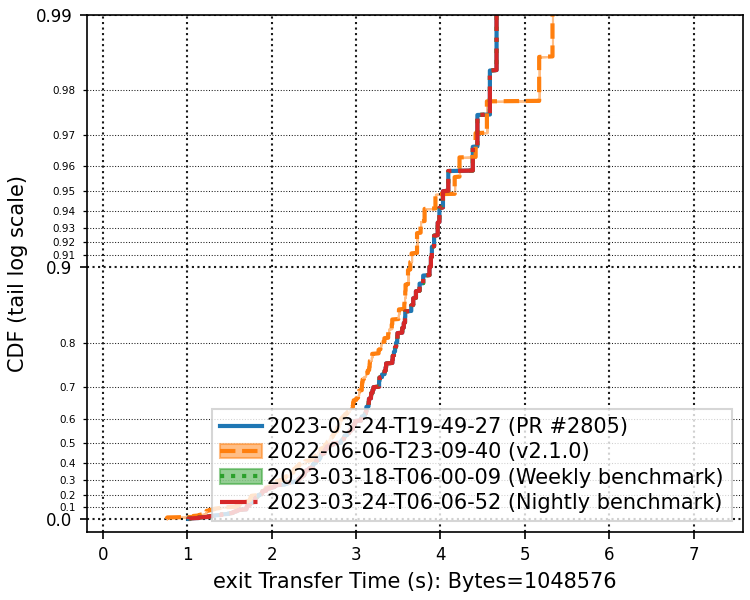 CDF (tail log scale)
0.99
0.98
0.97
0.96
0.95
0.94
0.93
0.92
0.91
0.9
0.8
0.7
0.6
0.5
0.4
0.3
0.2
0.1
0.0
2023-03-24-T19-49-27 (PR #2805)
2022-06-06-T23-09-40 (v2.1.0)
2023-03-18-T06-00-09 (Weekly benchmark)
2023-03-24-T06-06-52 (Nightly benchmark)
0 1 2 3 4 5 6 7
exit Transfer Time (s): Bytes=1048576